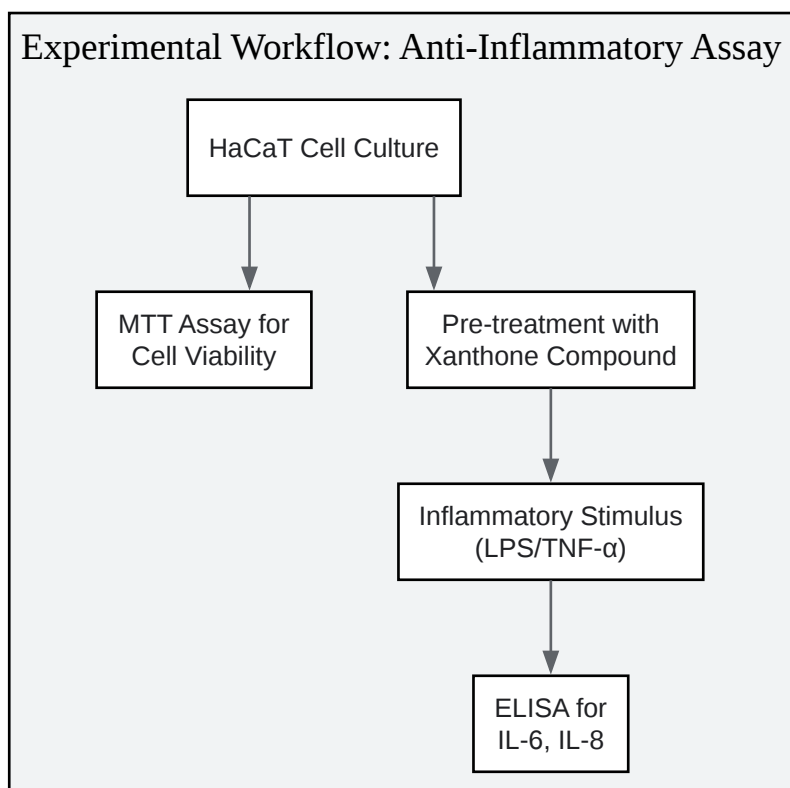 Experimental Workflow: Anti-Inflammatory Assay
HaCaT Cell Culture
MTT Assay for
Cell Viability
Pre-treatment with
Xanthone Compound
Inflammatory Stimulus
(LPS/TNF-α)
ELISA for
IL-6, IL-8